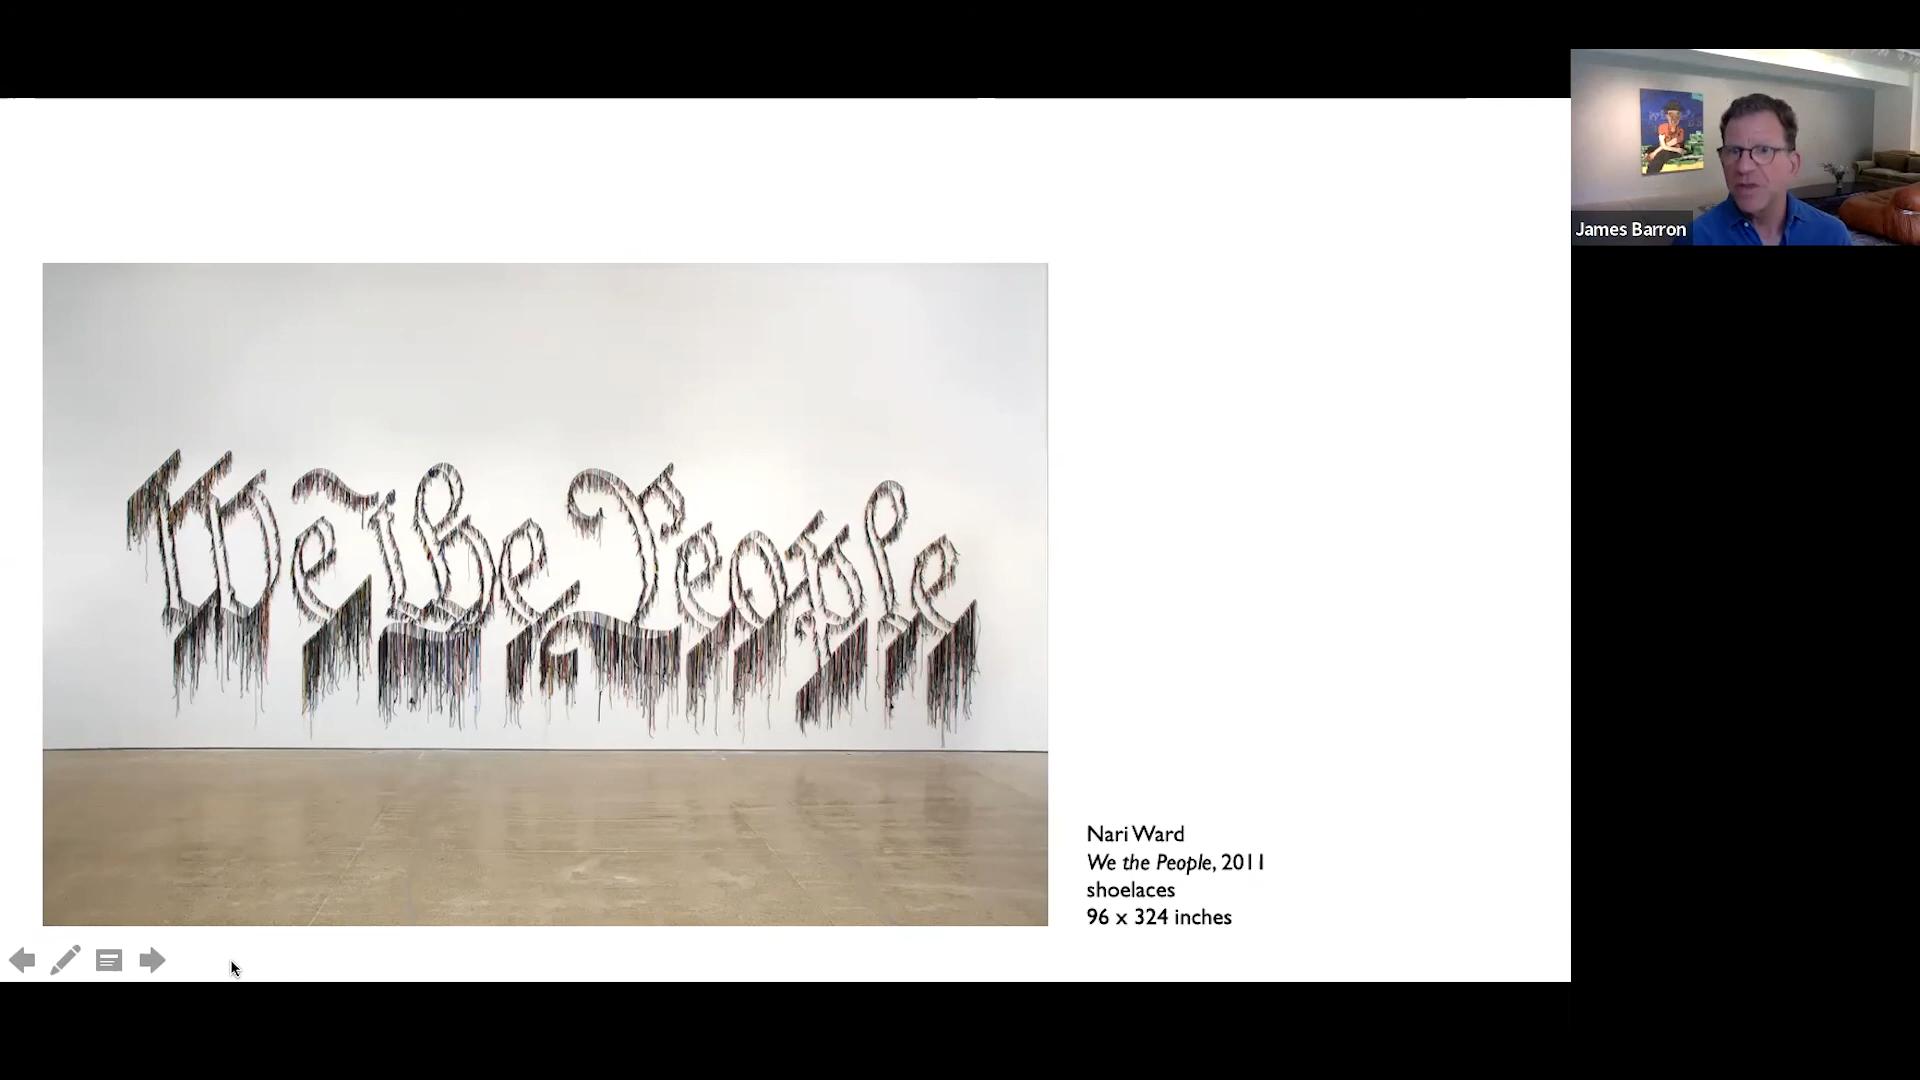 James Barron
We the People
Nari Ward
We the People, 2011
shoelaces
96 x 324 inches